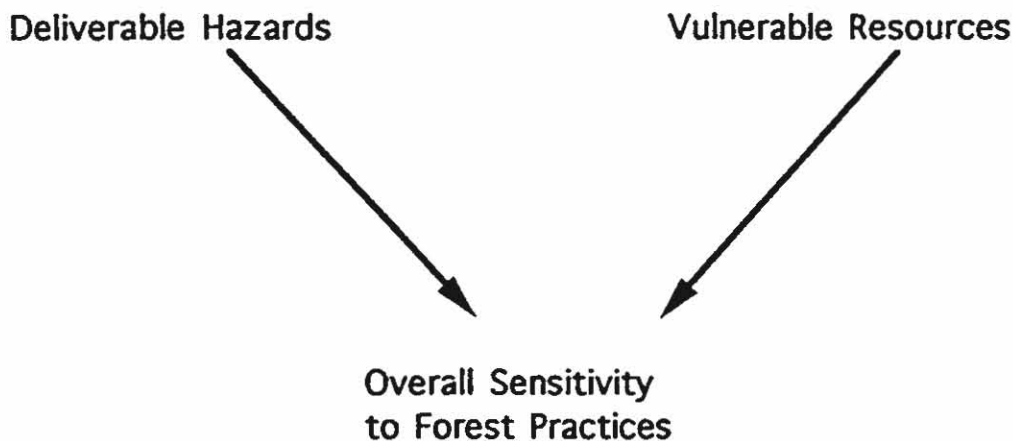 Deliverable Hazards
Vulnerable Resources
Overall Sensitivity
to Forest Practices